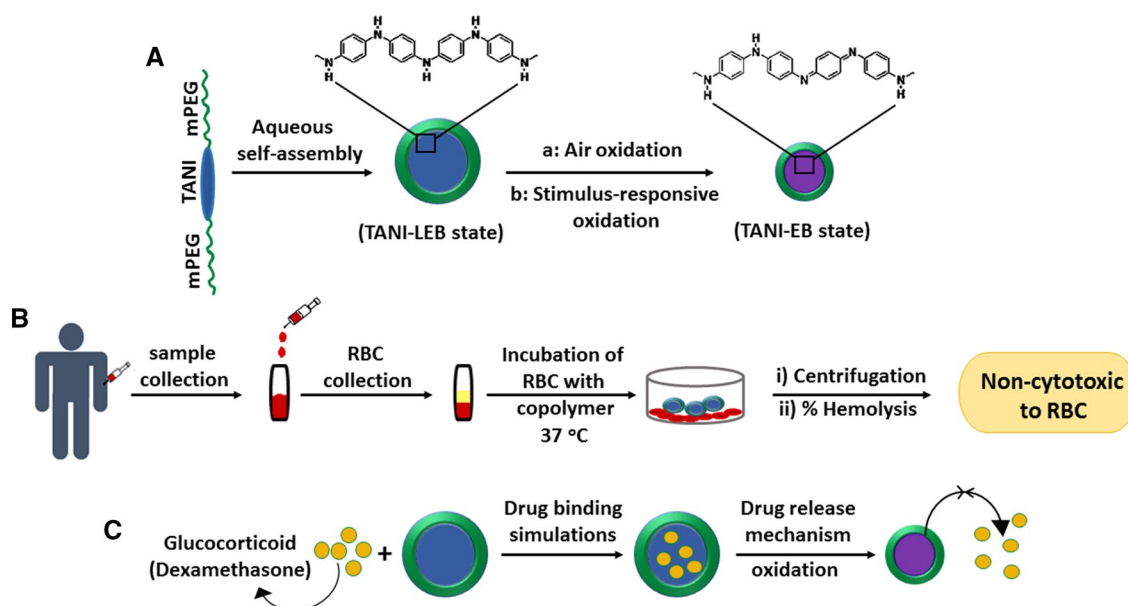 A
mPEG
TANI
mPEG
Aqueous
self-assembly
H
N
H
N
N
H
N
H
N
H
(TANI-LEB state)
a: Air oxidation
b: Stimulus-responsive
oxidation
H
N
N
N
H
N
N
H
(TANI-EB state)
B
sample
collection
RBC
collection
Incubation of
RBC with
copolymer
37 °C
i) Centrifugation
ii) % Hemolysis
Non-cytotoxic
to RBC
C
Glucocorticoid
(Dexamethasone)
+
Drug binding
simulations
Drug release
mechanism
oxidation